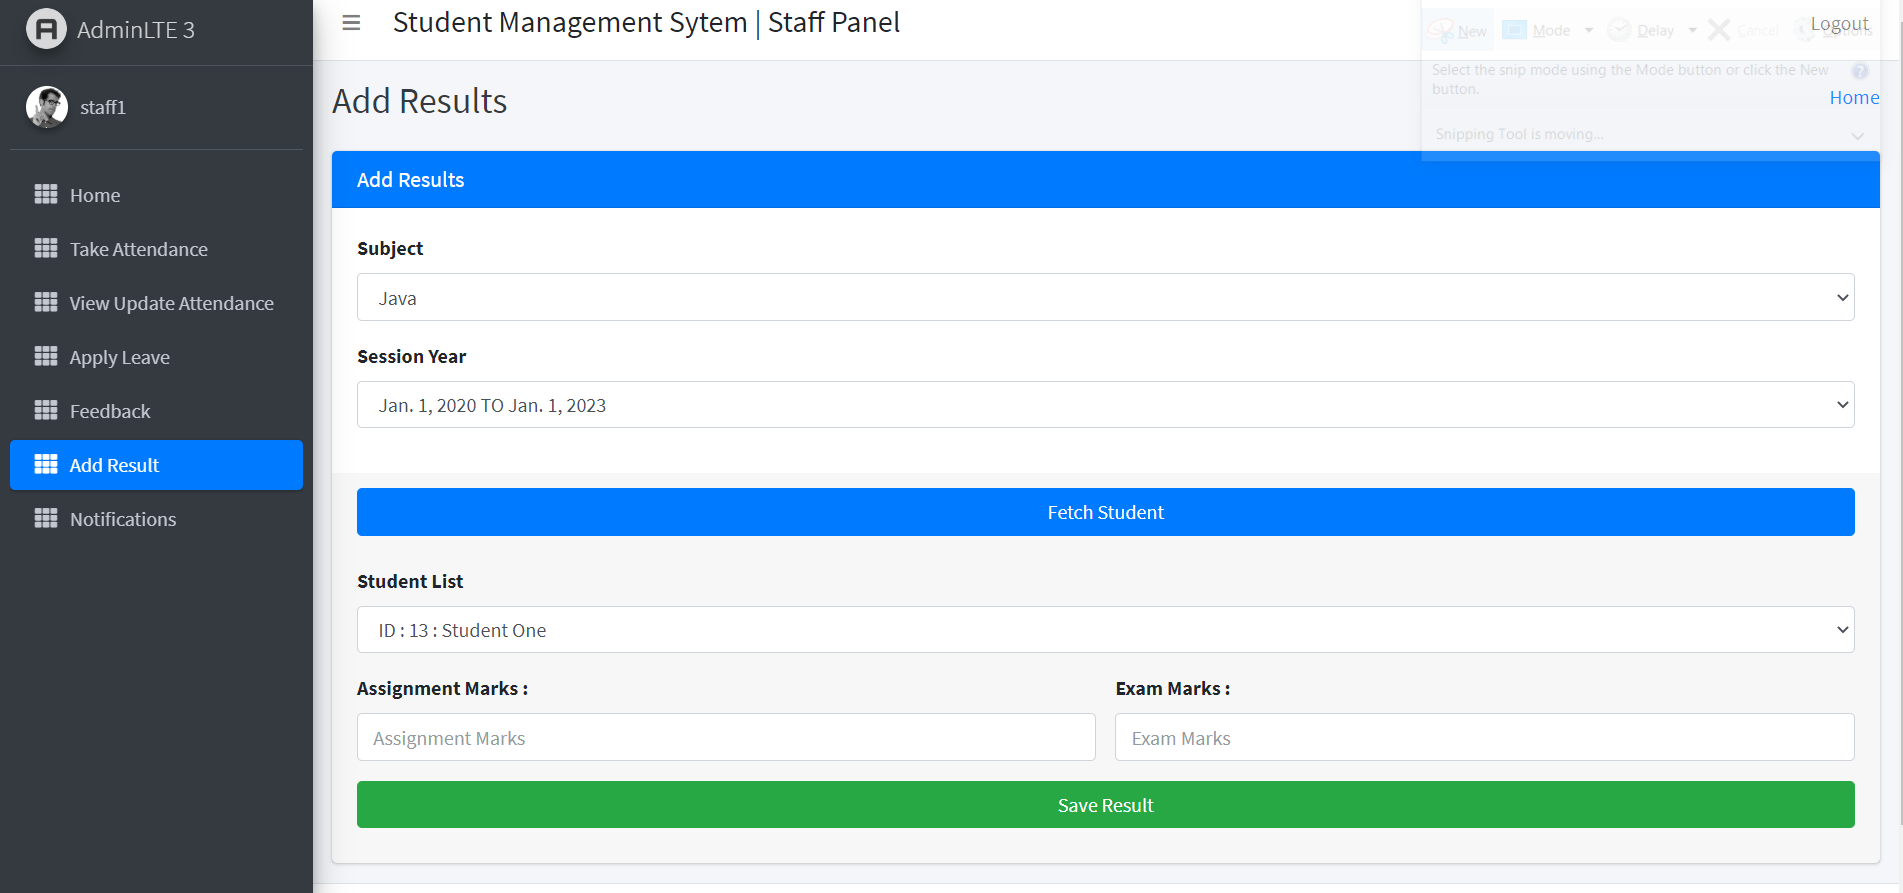 AdminLTE 3
staff1
Home
Take Attendance
View Update Attendance
Apply Leave
Feedback
Add Result
Notifications
Student Management Sytem | Staff Panel
Logout
New
Mode
Delay
Cancel
Select the snip mode using the Mode button or click the New
button.
Snipping Tool is moving...
Add Results
Home
Add Results
Subject
Java
Session Year
Jan. 1, 2020 TO Jan. 1, 2023
Fetch Student
Student List
ID : 13 : Student One
Assignment Marks :
Exam Marks :
Assignment Marks
Exam Marks
Save Result